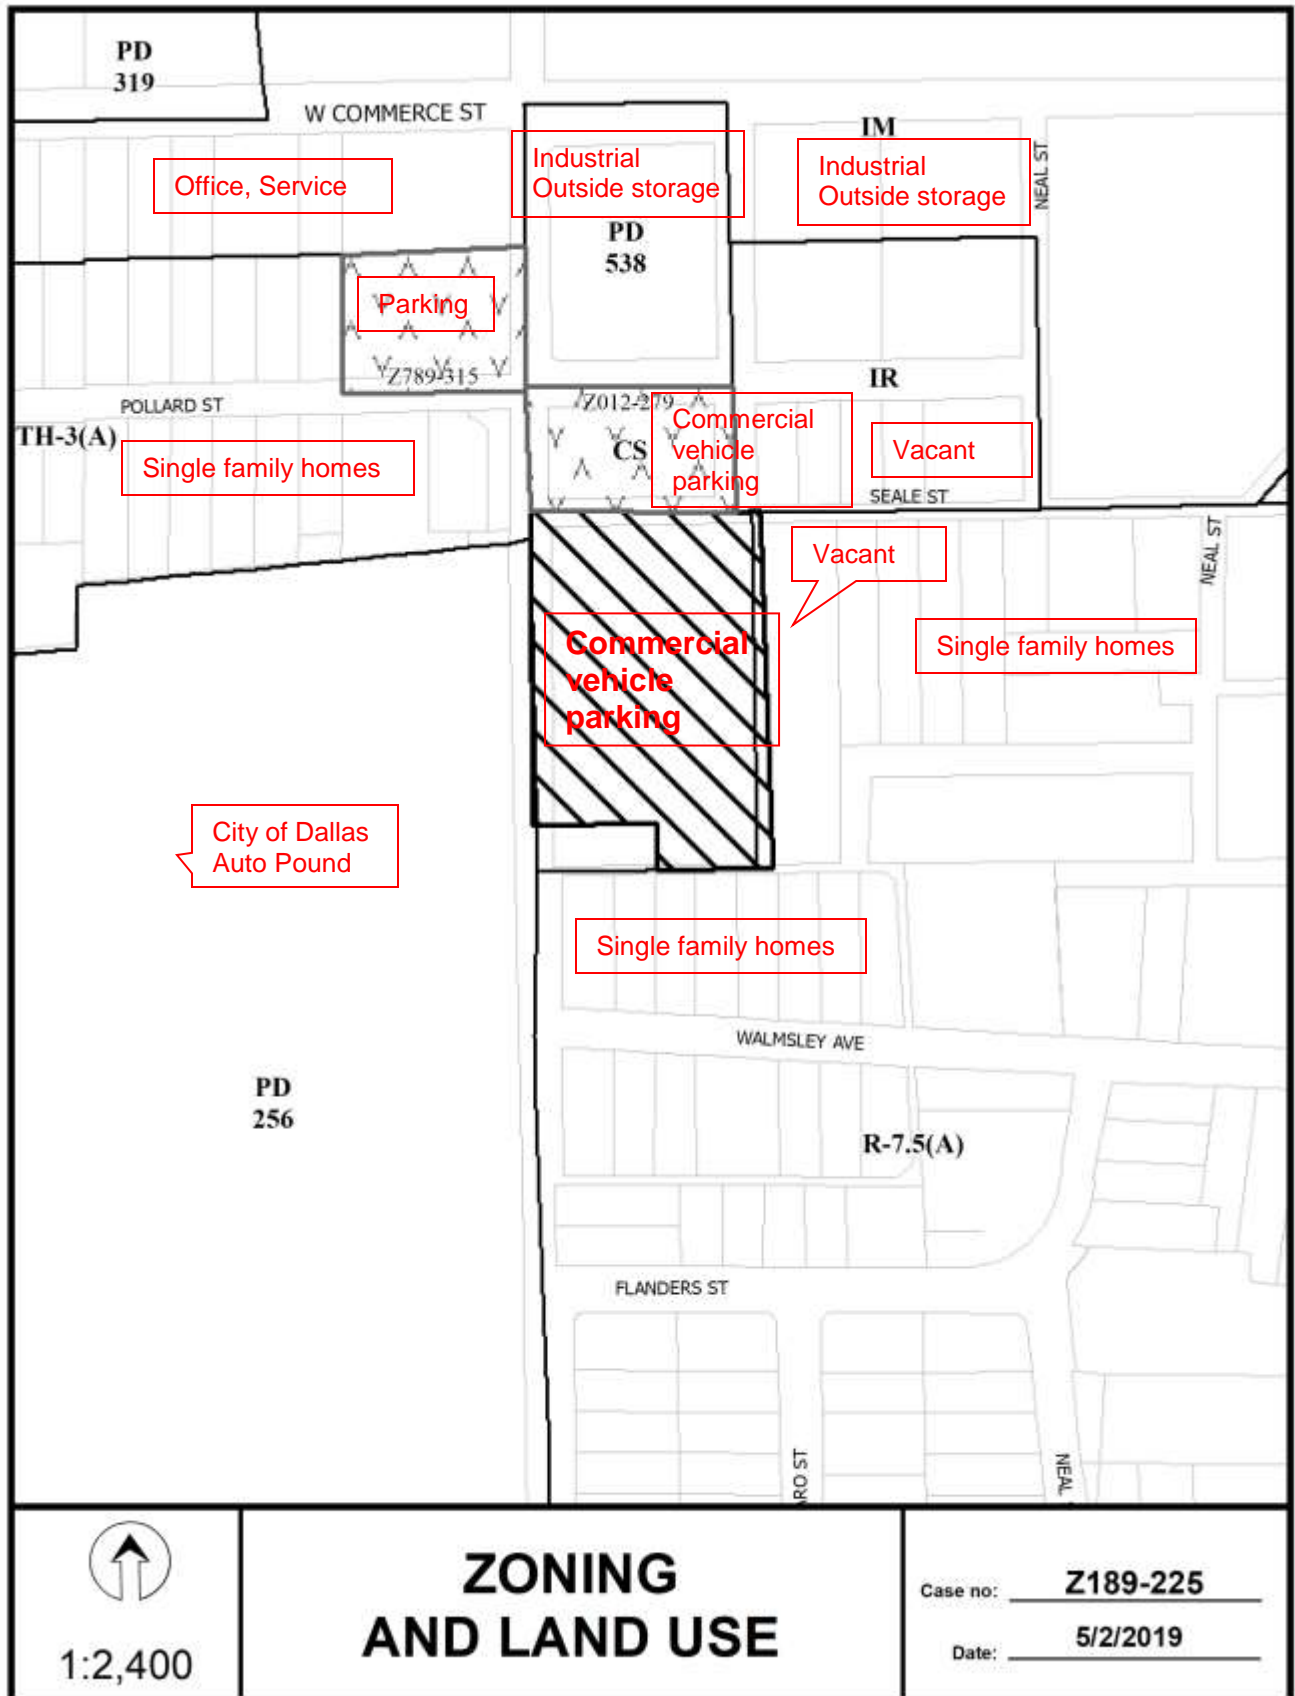 PD
319
W COMMERCE ST
IM
NEAL ST
Office, Service
Industrial
Outside storage
Industrial
Outside storage
PD
538
Parking
Z789-315
IR
POLLARD ST
Z012-279
CS
Commercial
vehicle
parking
Vacant
TH-3(A)
Single family homes
SEALE ST
NEAL ST
Vacant
Commercial
vehicle
parking
Single family homes
City of Dallas
Auto Pound
Single family homes
WALMSLEY AVE
PD
256
R-7.5(A)
FLANDERS ST
ARO ST
NEAL
1:2,400
ZONING
AND LAND USE
Case no: Z189-225
Date: 5/2/2019